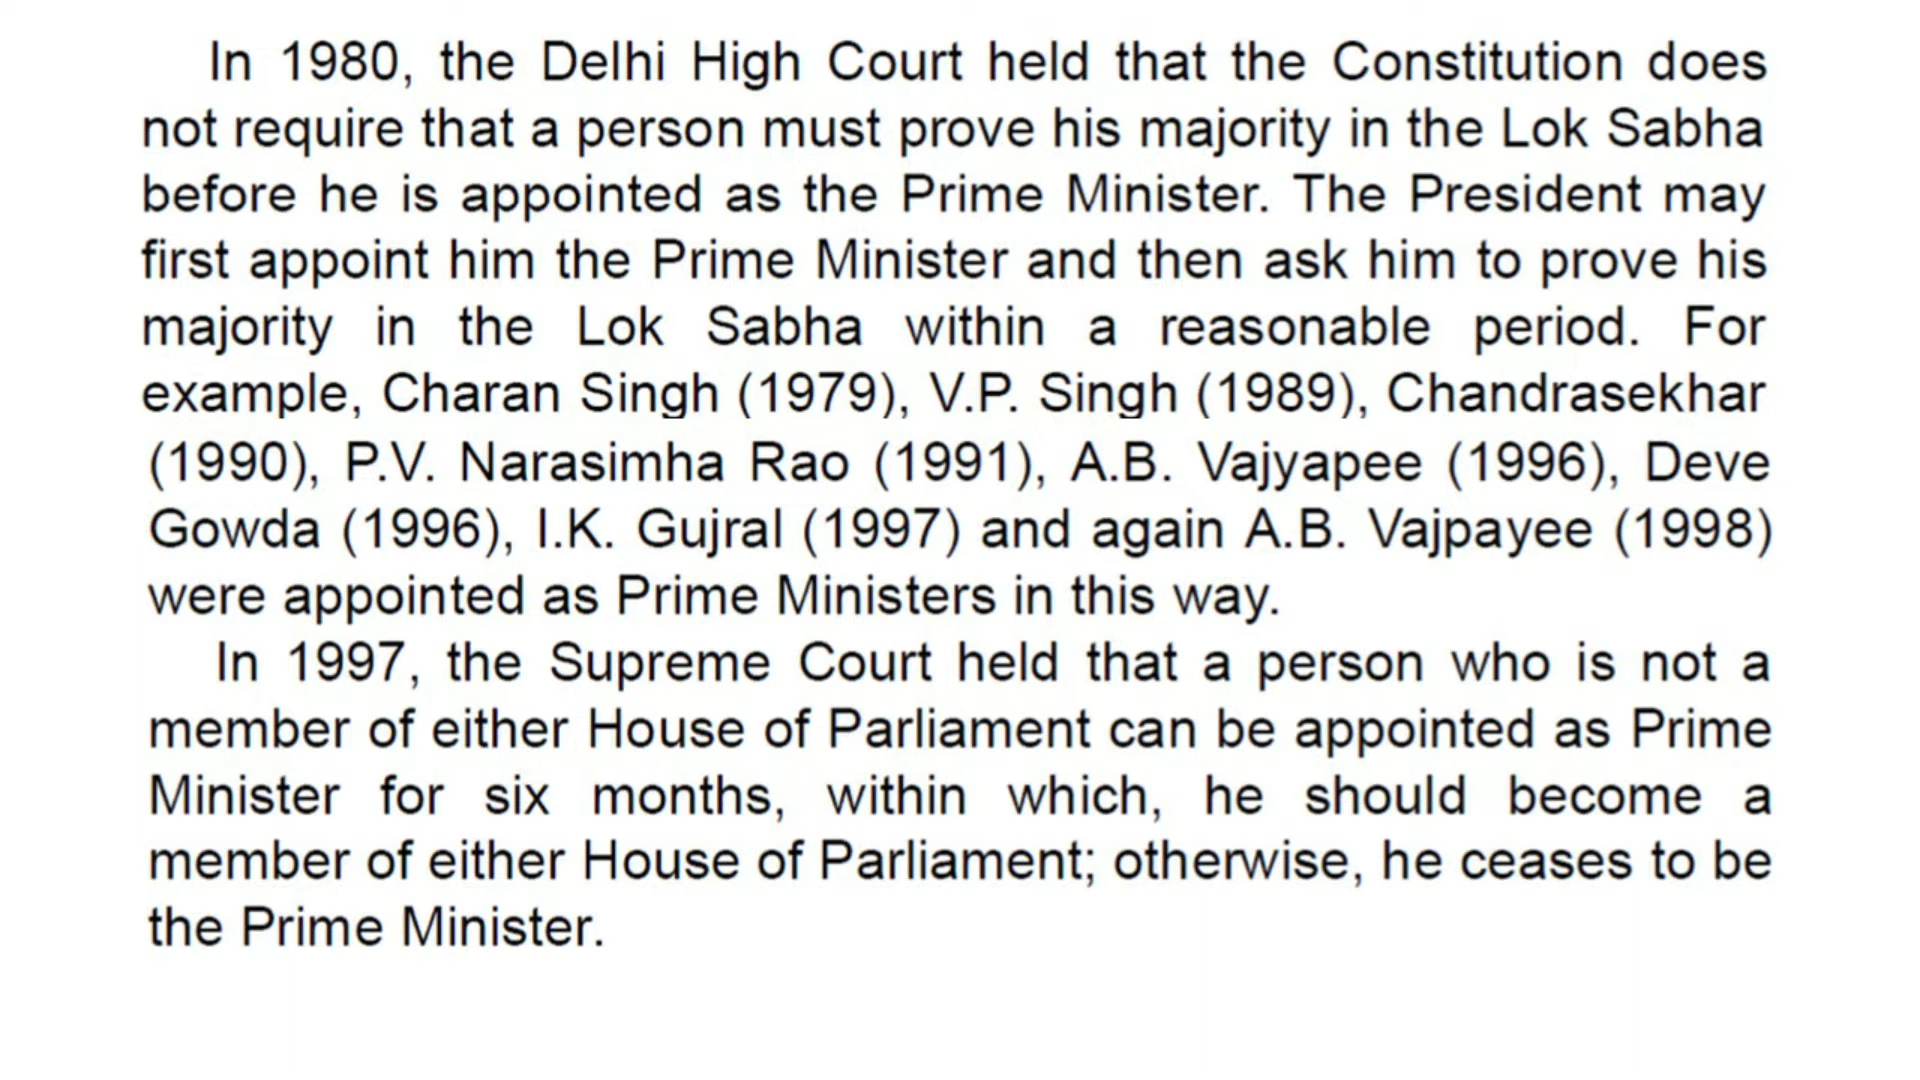 In 1980, the Delhi High Court held that the Constitution does
not require that a person must prove his majority in the Lok Sabha
before he is appointed as the Prime Minister. The President may
first appoint him the Prime Minister and then ask him to prove his
majority in the Lok Sabha within a reasonable period. For
example, Charan Singh (1979), V.P. Singh (1989), Chandrasekhar
(1990), P.V. Narasimha Rao (1991), A.B. Vajyapee (1996), Deve
Gowda (1996), I.K. Gujral (1997) and again A.B. Vajpayee (1998)
were appointed as Prime Ministers in this way.
In 1997, the Supreme Court held that a person who is not a
member of either House of Parliament can be appointed as Prime
Minister for six months, within which, he should become a
member of either House of Parliament; otherwise, he ceases to be
the Prime Minister.